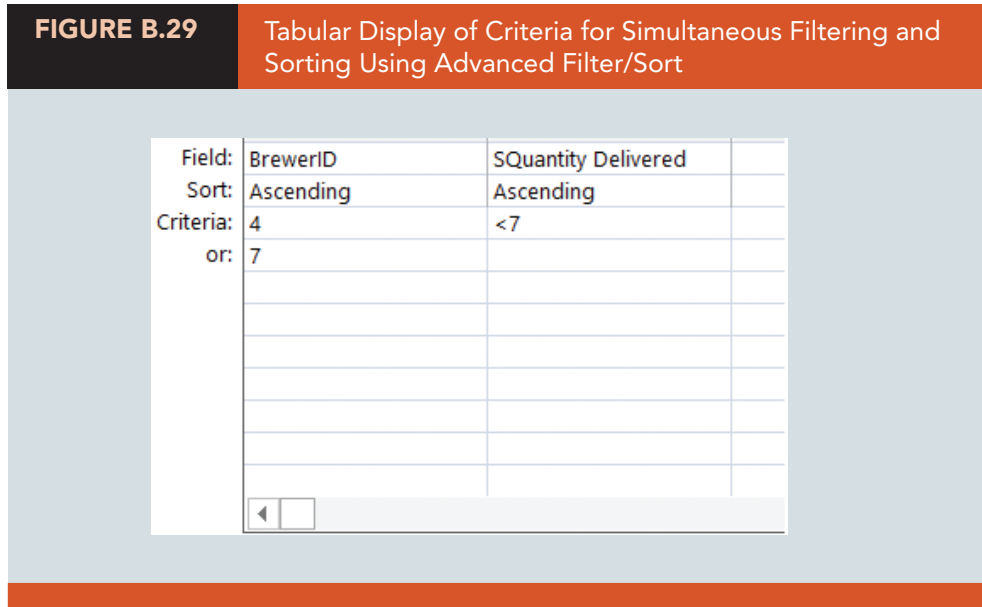 FIGURE B.29
Tabular Display of Criteria for Simultaneous Filtering and
Sorting Using Advanced Filter/Sort
Field: BrewerID SQuantity Delivered
Sort: Ascending Ascending
Criteria: 4 <7
or: 7